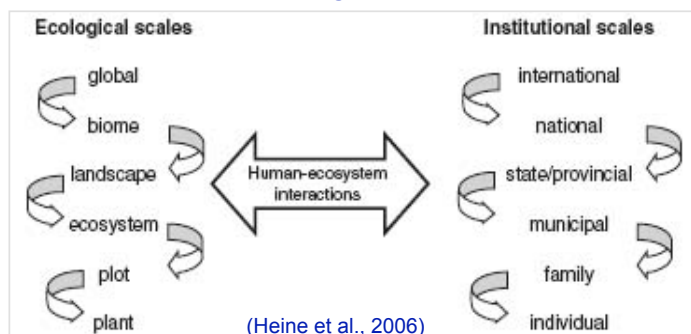 Ecological scales
global
biome
landscape
ecosystem
plot
plant
Human-ecosystem
interactions
Institutional scales
international
national
state/provincial
municipal
family
individual
(Heine et al., 2006)